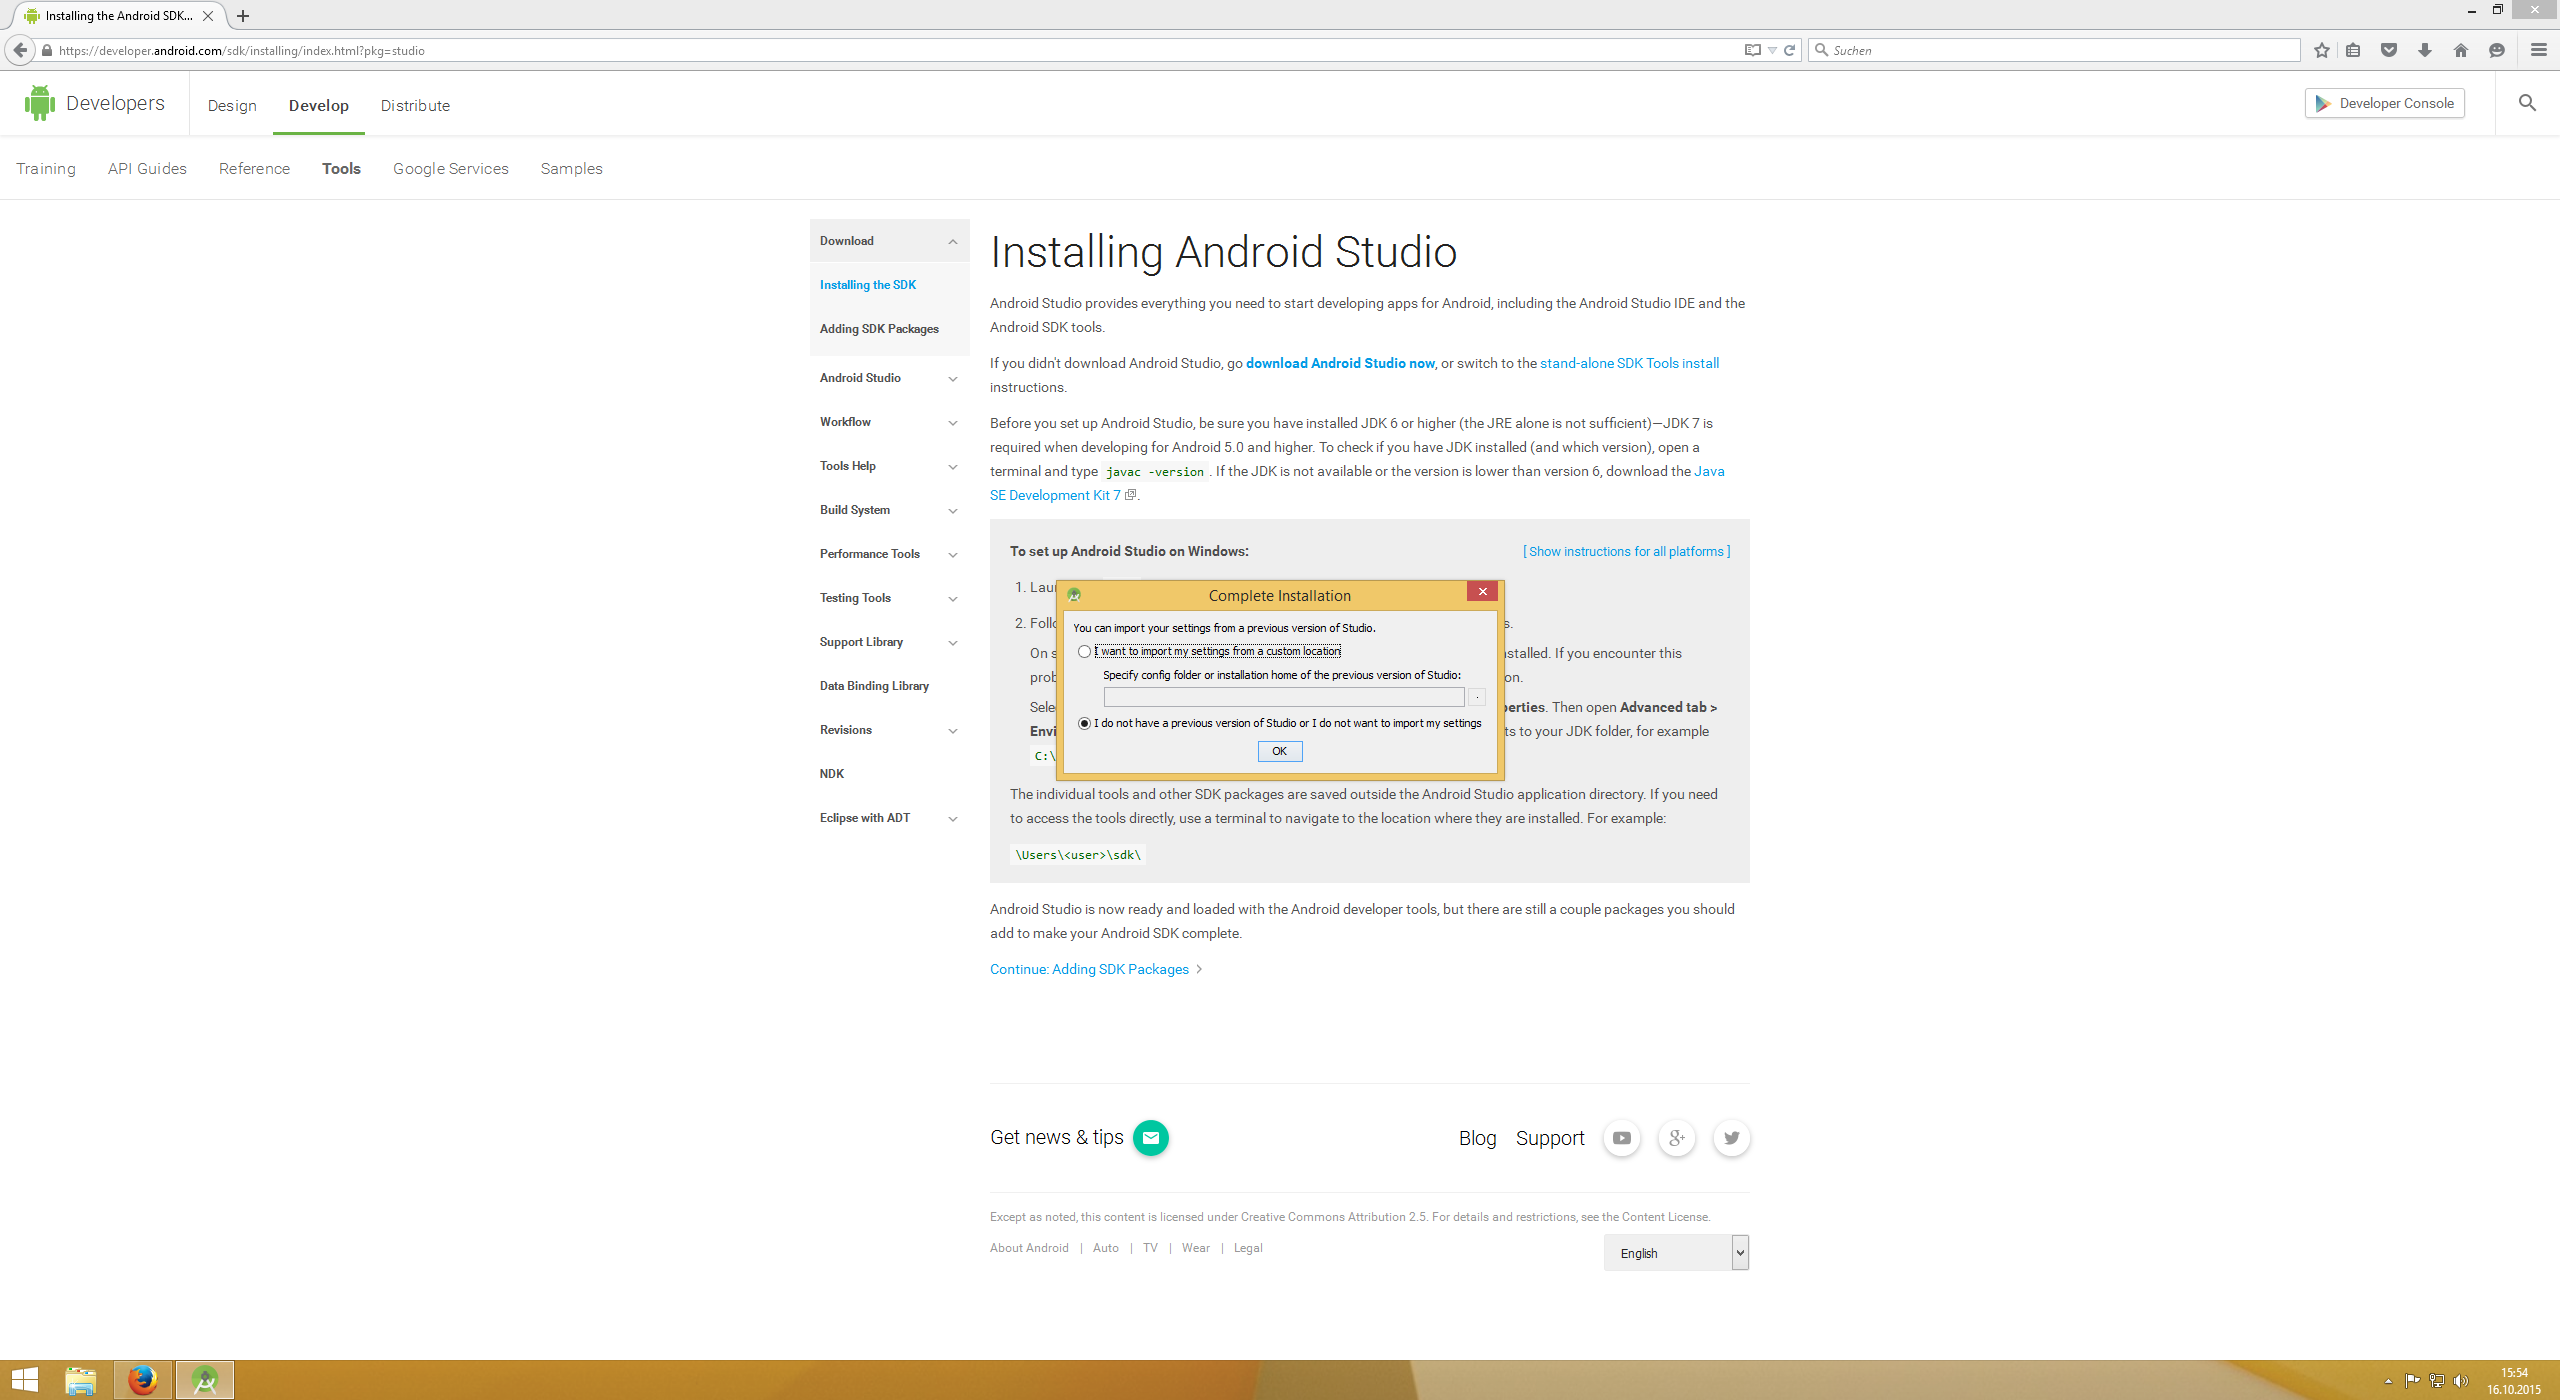 Installing the Android SDK...
https://developer.android.com/sdk/installing/index.html?pkg=studio
Suchen
Developers
Design
Develop
Distribute
Developer Console
Training
API Guides
Reference
Tools
Google Services
Samples
Download
Installing the SDK
Adding SDK Packages
Android Studio
Workflow
Tools Help
Build System
Performance Tools
Testing Tools
Support Library
Data Binding Library
Revisions
NDK
Eclipse with ADT
Installing Android Studio
Android Studio provides everything you need to start developing apps for Android, including the Android Studio IDE and the
Android SDK tools.
If you didn't download Android Studio, go download Android Studio now, or switch to the stand-alone SDK Tools install
instructions.
Before you set up Android Studio, be sure you have installed JDK 6 or higher (the JRE alone is not sufficient)—JDK 7 is
required when developing for Android 5.0 and higher. To check if you have JDK installed (and which version), open a
terminal and type javac -version. If the JDK is not available or the version is lower than version 6, download the Java
SE Development Kit 7.
To set up Android Studio on Windows:
[ Show instructions for all platforms ]
1. Lau
2. Follo
s.
On s
stalled. If you encounter this
prob
on.
Sele
perties. Then open Advanced tab >
Envi
ts to your JDK folder, for example
C:\
Complete Installation
You can import your settings from a previous version of Studio.
I want to import my settings from a custom location
Specify config folder or installation home of the previous version of Studio:
I do not have a previous version of Studio or I do not want to import my settings
OK
The individual tools and other SDK packages are saved outside the Android Studio application directory. If you need
to access the tools directly, use a terminal to navigate to the location where they are installed. For example:
\Users\<user>\sdk\
Android Studio is now ready and loaded with the Android developer tools, but there are still a couple packages you should
add to make your Android SDK complete.
Continue: Adding SDK Packages
Get news & tips
Blog
Support
Except as noted, this content is licensed under Creative Commons Attribution 2.5. For details and restrictions, see the Content License.
About Android | Auto | TV | Wear | Legal
English
15:54
16.10.2015